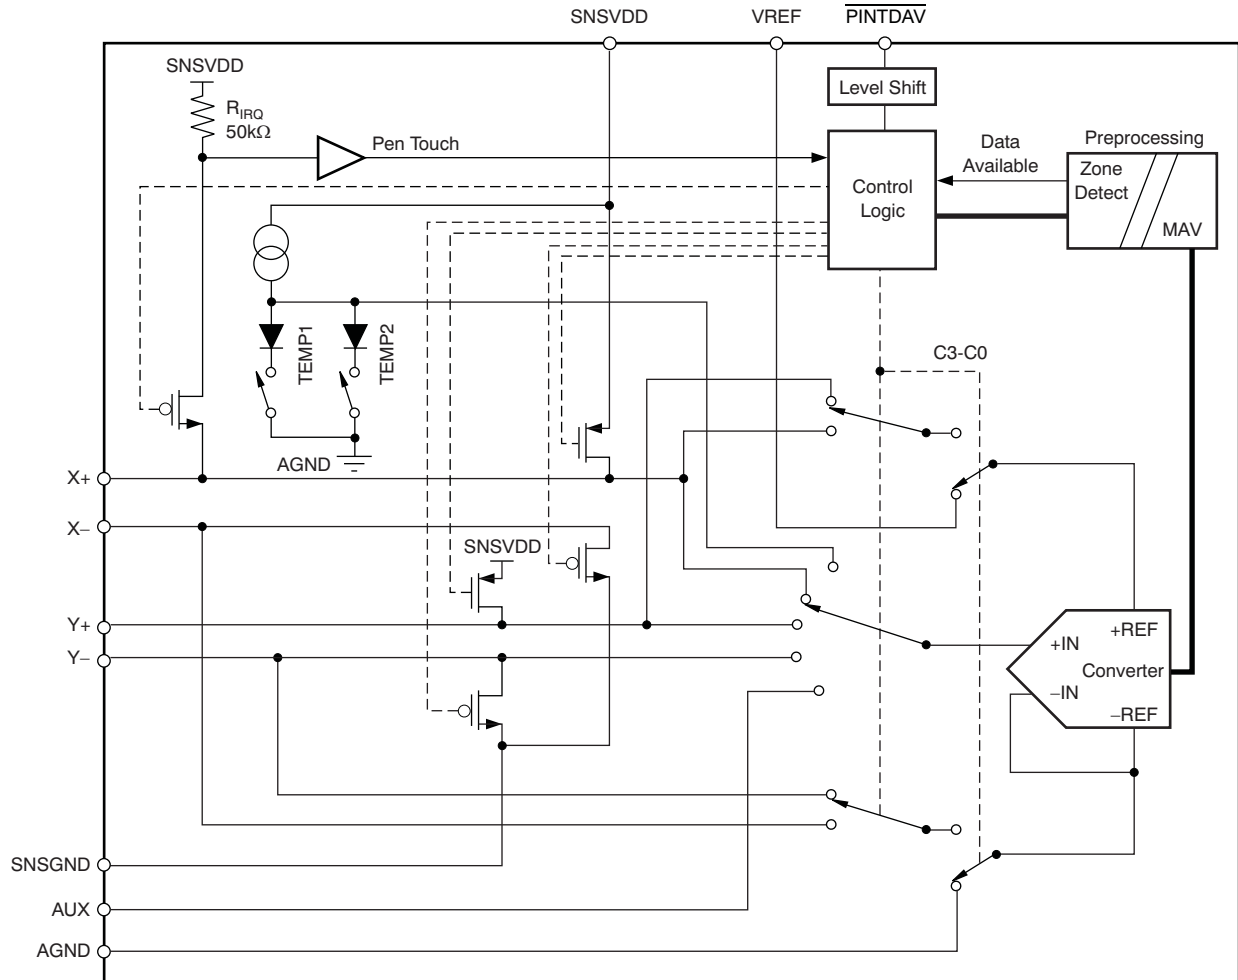 SNSVDD
VREF
PINTDAV
SNSVDD
Level Shift
RIRQ
50kΩ
Pen Touch
Data
Available
Preprocessing
Zone
Detect
MAV
Control
Logic
TEMP1
TEMP2
C3-C0
AGND
X+
X–
SNSVDD
Y+
Y–
+REF
+IN
Converter
–IN
–REF
SNSGND
AUX
AGND